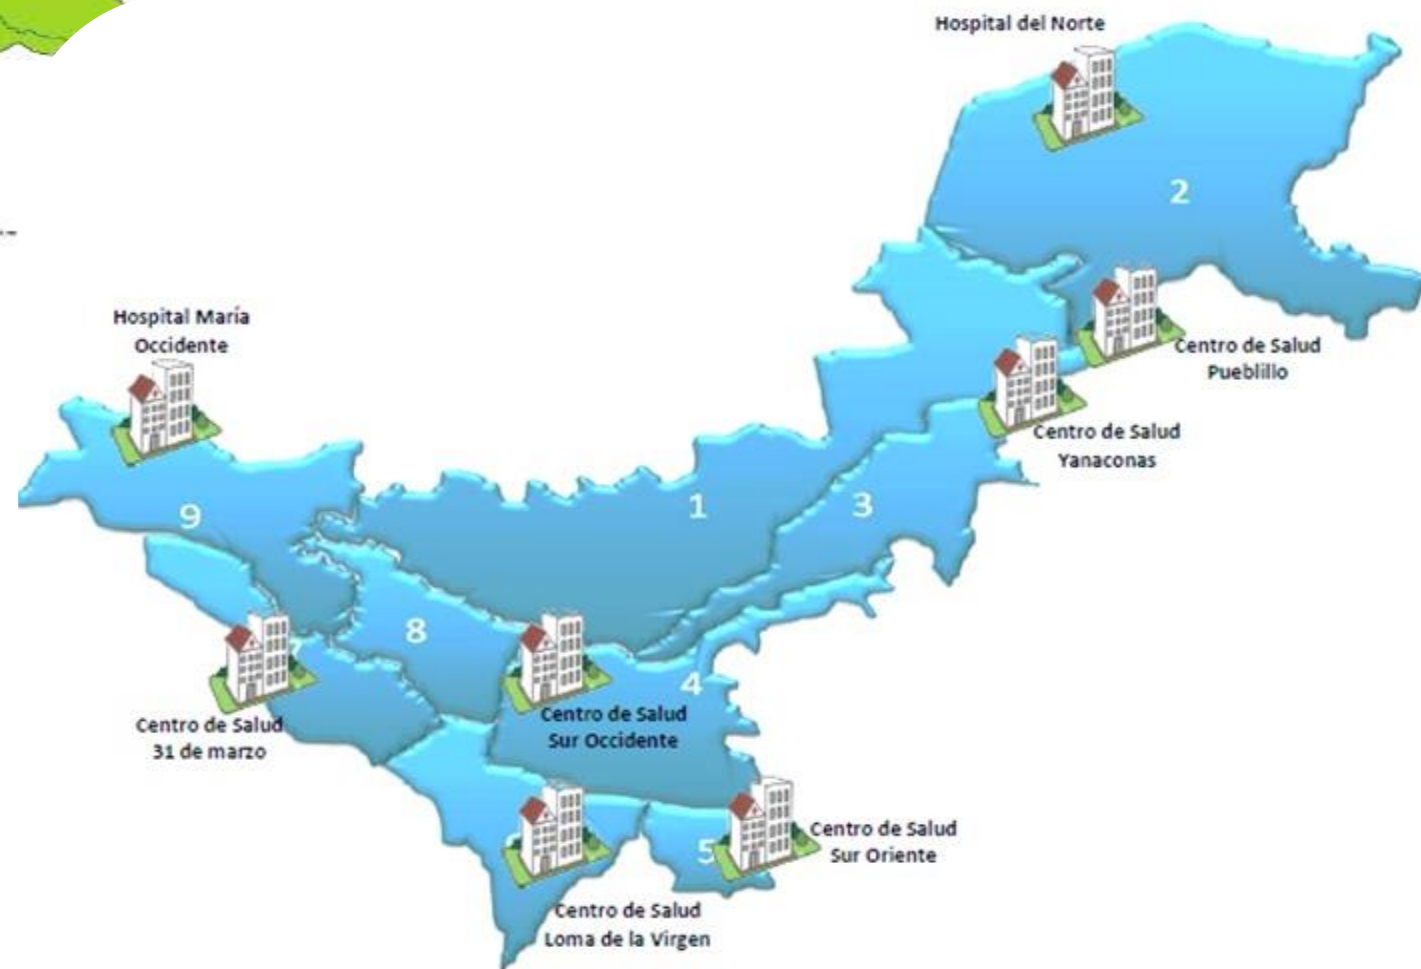 Hospital del Norte
2
Hospital María
Occidente
Centro de Salud
Pueblillo
Centro de Salud
Yanaconas
1
3
9
8
7
4
Centro de Salud
Sur Occidente
Centro de Salud
31 de marzo
5
Centro de Salud
Sur Oriente
Centro de Salud
Loma de la Virgen